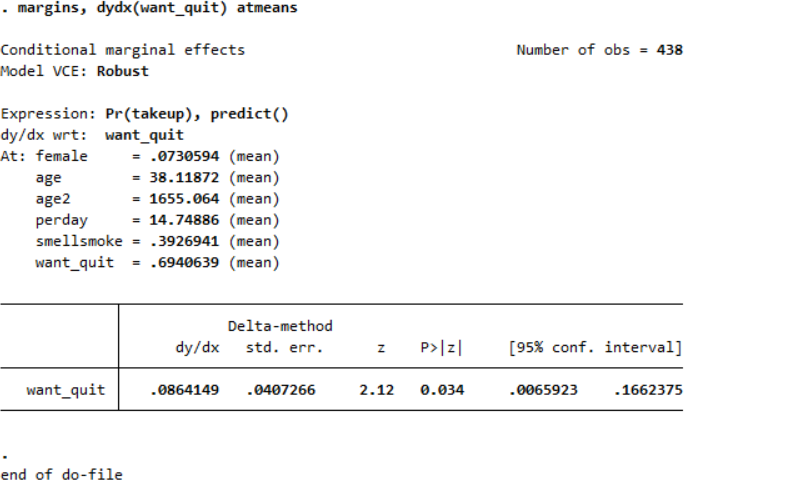 . margins, dydx(want_quit) atmeans
Conditional marginal effects Number of obs = 438
Model VCE: Robust
Expression: Pr(takeup), predict()
dy/dx wrt: want_quit
At: female = .0730594 (mean)
age = 38.11872 (mean)
age2 = 1655.064 (mean)
perday = 14.74886 (mean)
smellsmoke = .3926941 (mean)
want_quit = .6940639 (mean)
Delta-method
dy/dx std. err. z P>|z| [95% conf. interval]
want_quit .0864149 .0407266 2.12 0.034 .0065923 .1662375
.
end of do-file